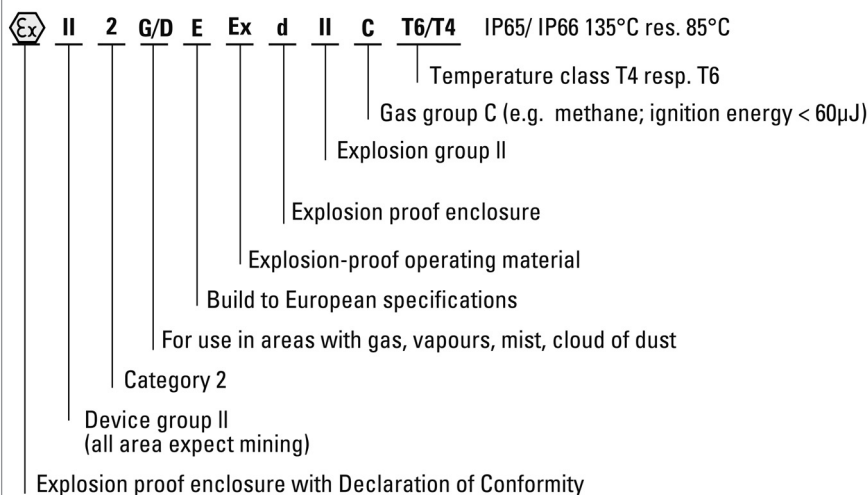 Ex II 2 G/D E Ex d II C T6/T4 IP65/ IP66 135°C res. 85°C
Temperature class T4 resp. T6
Gas group C (e.g. methane; ignition energy < 60µJ)
Explosion group II
Explosion proof enclosure
Explosion-proof operating material
Build to European specifications
For use in areas with gas, vapours, mist, cloud of dust
Category 2
Device group II
(all area expect mining)
Explosion proof enclosure with Declaration of Conformity